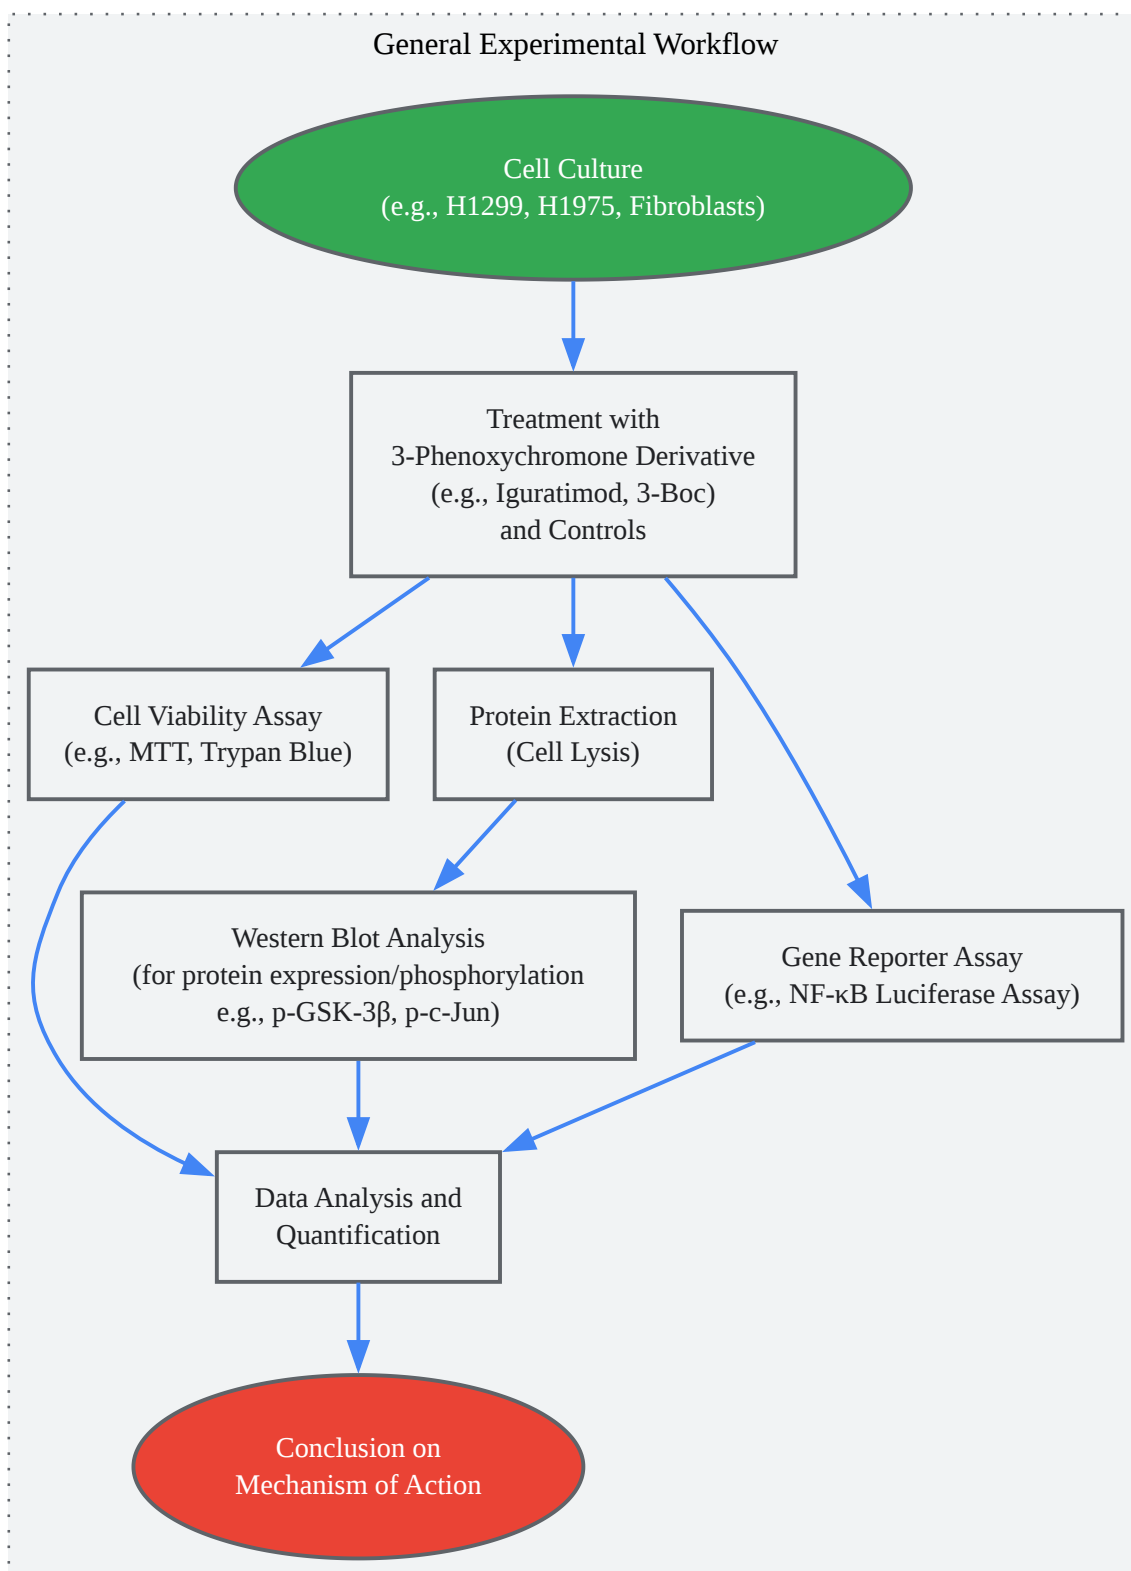 General Experimental Workflow
Cell Culture
(e.g., H1299, H1975, Fibroblasts)
Treatment with
3-Phenoxychromone Derivative
(e.g., Iguratimod, 3-Boc)
and Controls
Cell Viability Assay
(e.g., MTT, Trypan Blue)
Protein Extraction
(Cell Lysis)
Western Blot Analysis
(for protein expression/phosphorylation
e.g., p-GSK-3β, p-c-Jun)
Gene Reporter Assay
(e.g., NF-κB Luciferase Assay)
Data Analysis and
Quantification
Conclusion on
Mechanism of Action